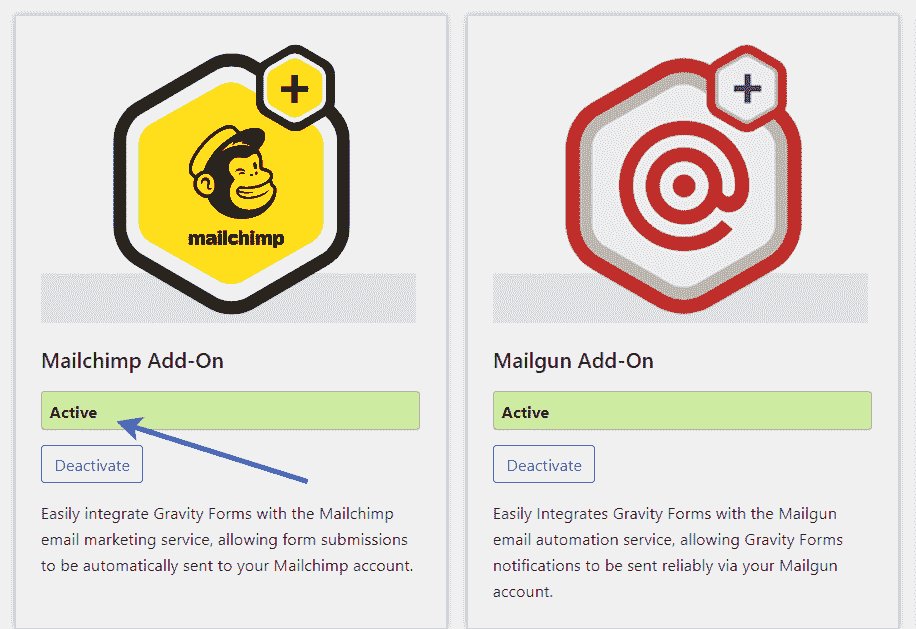 mailchimp
Mailchimp Add-On
Active
Deactivate
Easily integrate Gravity Forms with the Mailchimp
email marketing service, allowing form submissions
to be automatically sent to your Mailchimp account.
Mailgun Add-On
Active
Deactivate
Easily Integrates Gravity Forms with the Mailgun
email automation service, allowing Gravity Forms
notifications to be sent reliably via your Mailgun
account.